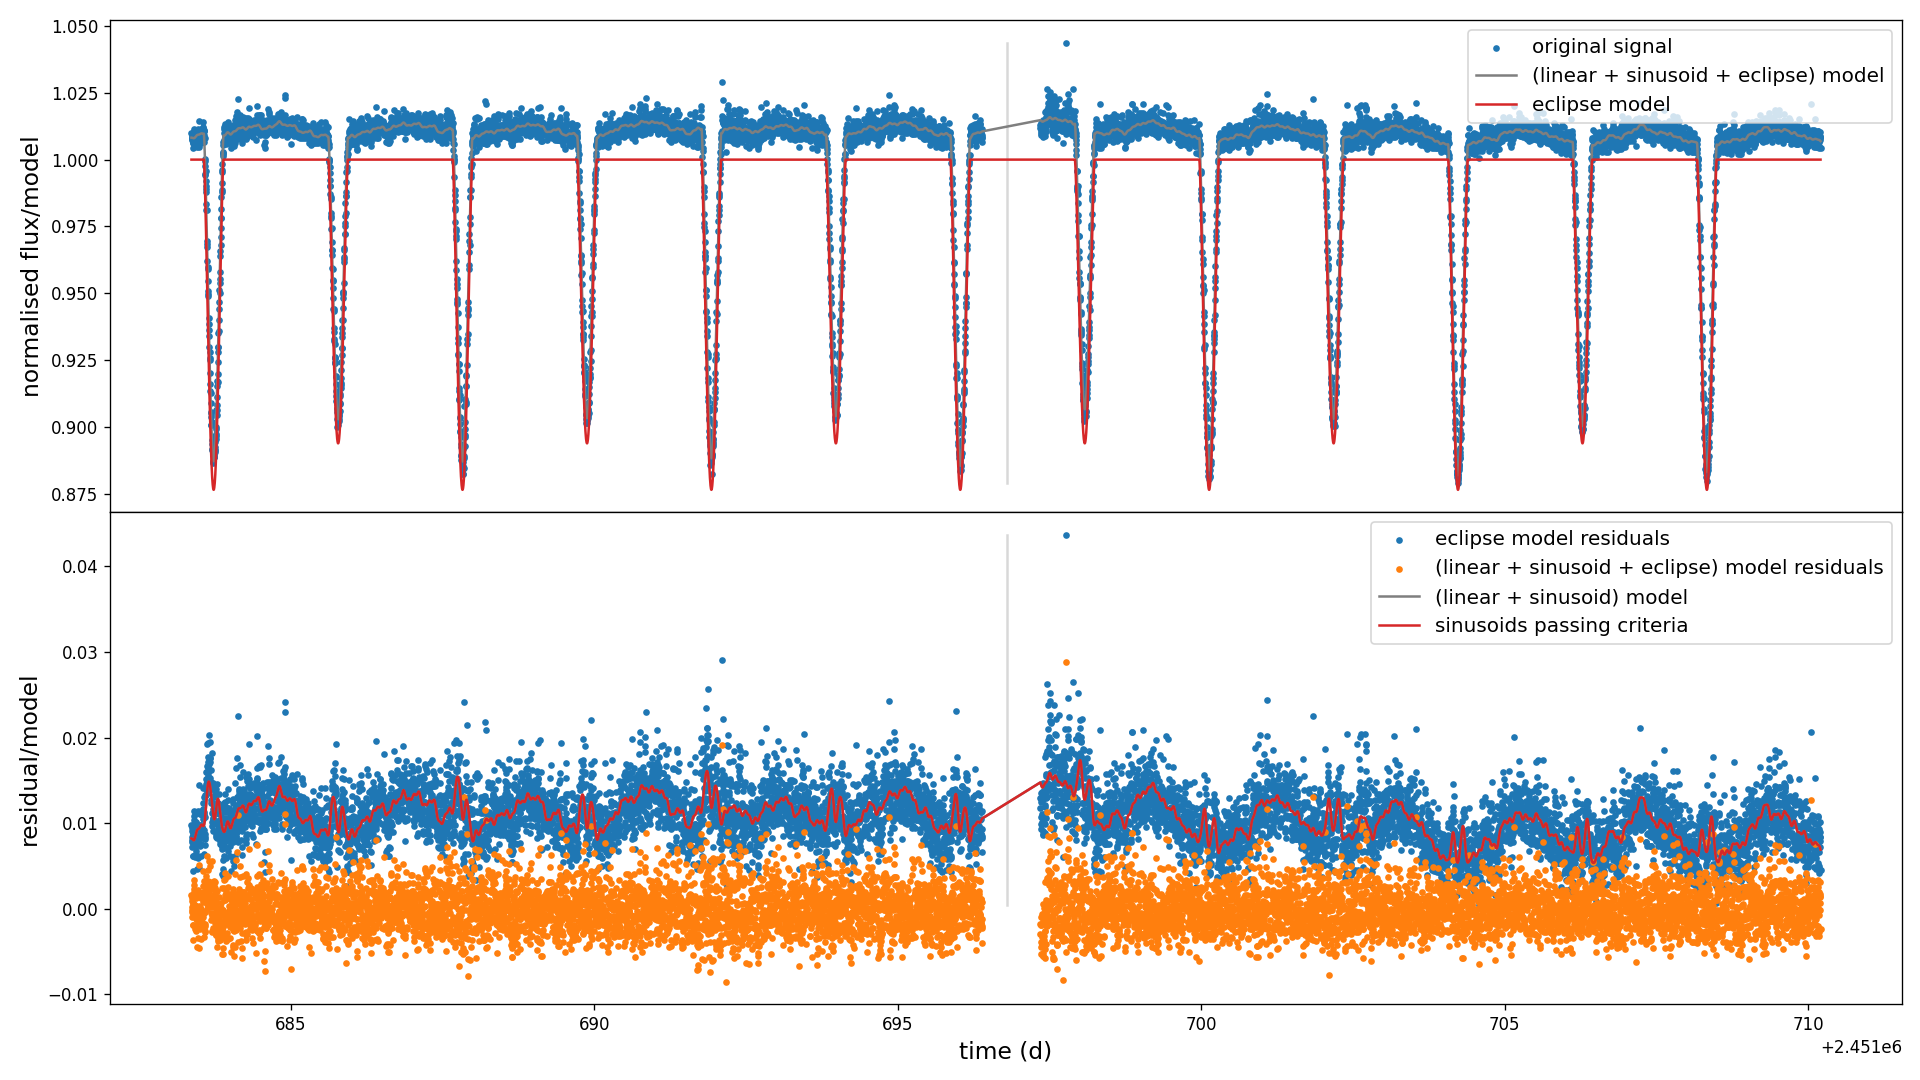 1.050
1.025
1.000
0.975
0.950
0.925
0.900
0.875
normalised flux/model
original signal
(linear + sinusoid + eclipse) model
eclipse model
0.04
0.03
0.02
0.01
0.00
−0.01
residual/model
eclipse model residuals
(linear + sinusoid + eclipse) model residuals
(linear + sinusoid) model
sinusoids passing criteria
685 690 695 700 705 710
time (d)
+2.451e6